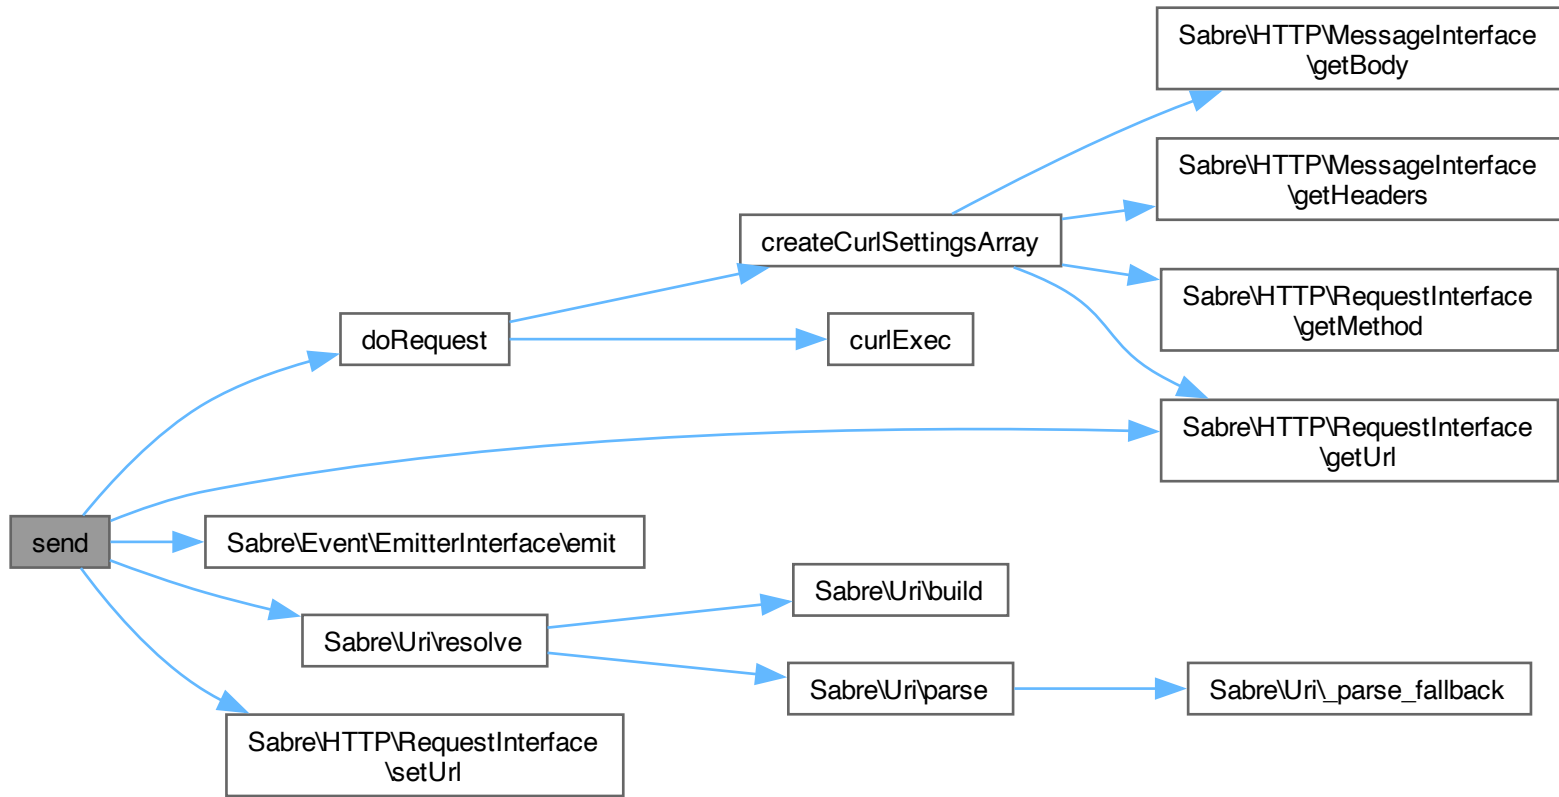 Sabre\HTTP\MessageInterface
\getBody
Sabre\HTTP\MessageInterface
\getHeaders
createCurlSettingsArray
Sabre\HTTP\RequestInterface
\getMethod
doRequest
curlExec
Sabre\HTTP\RequestInterface
\getUrl
send
Sabre\Event\EmitterInterface\emit
Sabre\Uri\build
Sabre\Uri\resolve
Sabre\Uri\parse
Sabre\Uri\_parse_fallback
Sabre\HTTP\RequestInterface
\setUrl